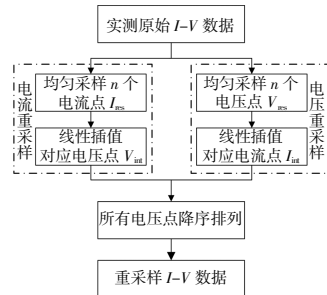 实测原始 I-V 数据
电流重采样
均匀采样 n 个
电流点 Ires
线性插值
对应电压点 Vint
均匀采样 n 个
电压点 Vres
线性插值
对应电流点 Iint
电压重采样
所有电压点降序排列
重采样 I-V 数据